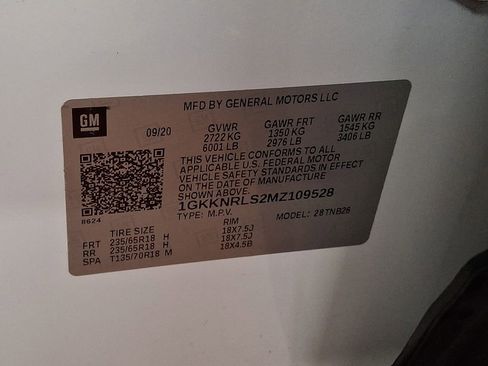 GM
MFD BY GENERAL MOTORS LLC
09/20 GVWR GAWR FRT GAWR RR
2722 KG 1350 KG 1545 KG
6001 LB 2976 LB 3406 LB
THIS VEHICLE CONFORMS TO ALL
APPLICABLE U.S. FEDERAL MOTOR
VEHICLE SAFETY STANDARDS IN EFFECT
ON THE DATE OF MANUFACTURE
SHOWN ABOVE
1GKKNRLS2MZ109528
8624 TYPE: M.P.V. MODEL: 28TNB26
TIRE SIZE RIM
FRT 235/65R18 H 18X7.5J
RR 235/65R18 H 18X7.5J
SPA T135/70R18 M 18X4.5B